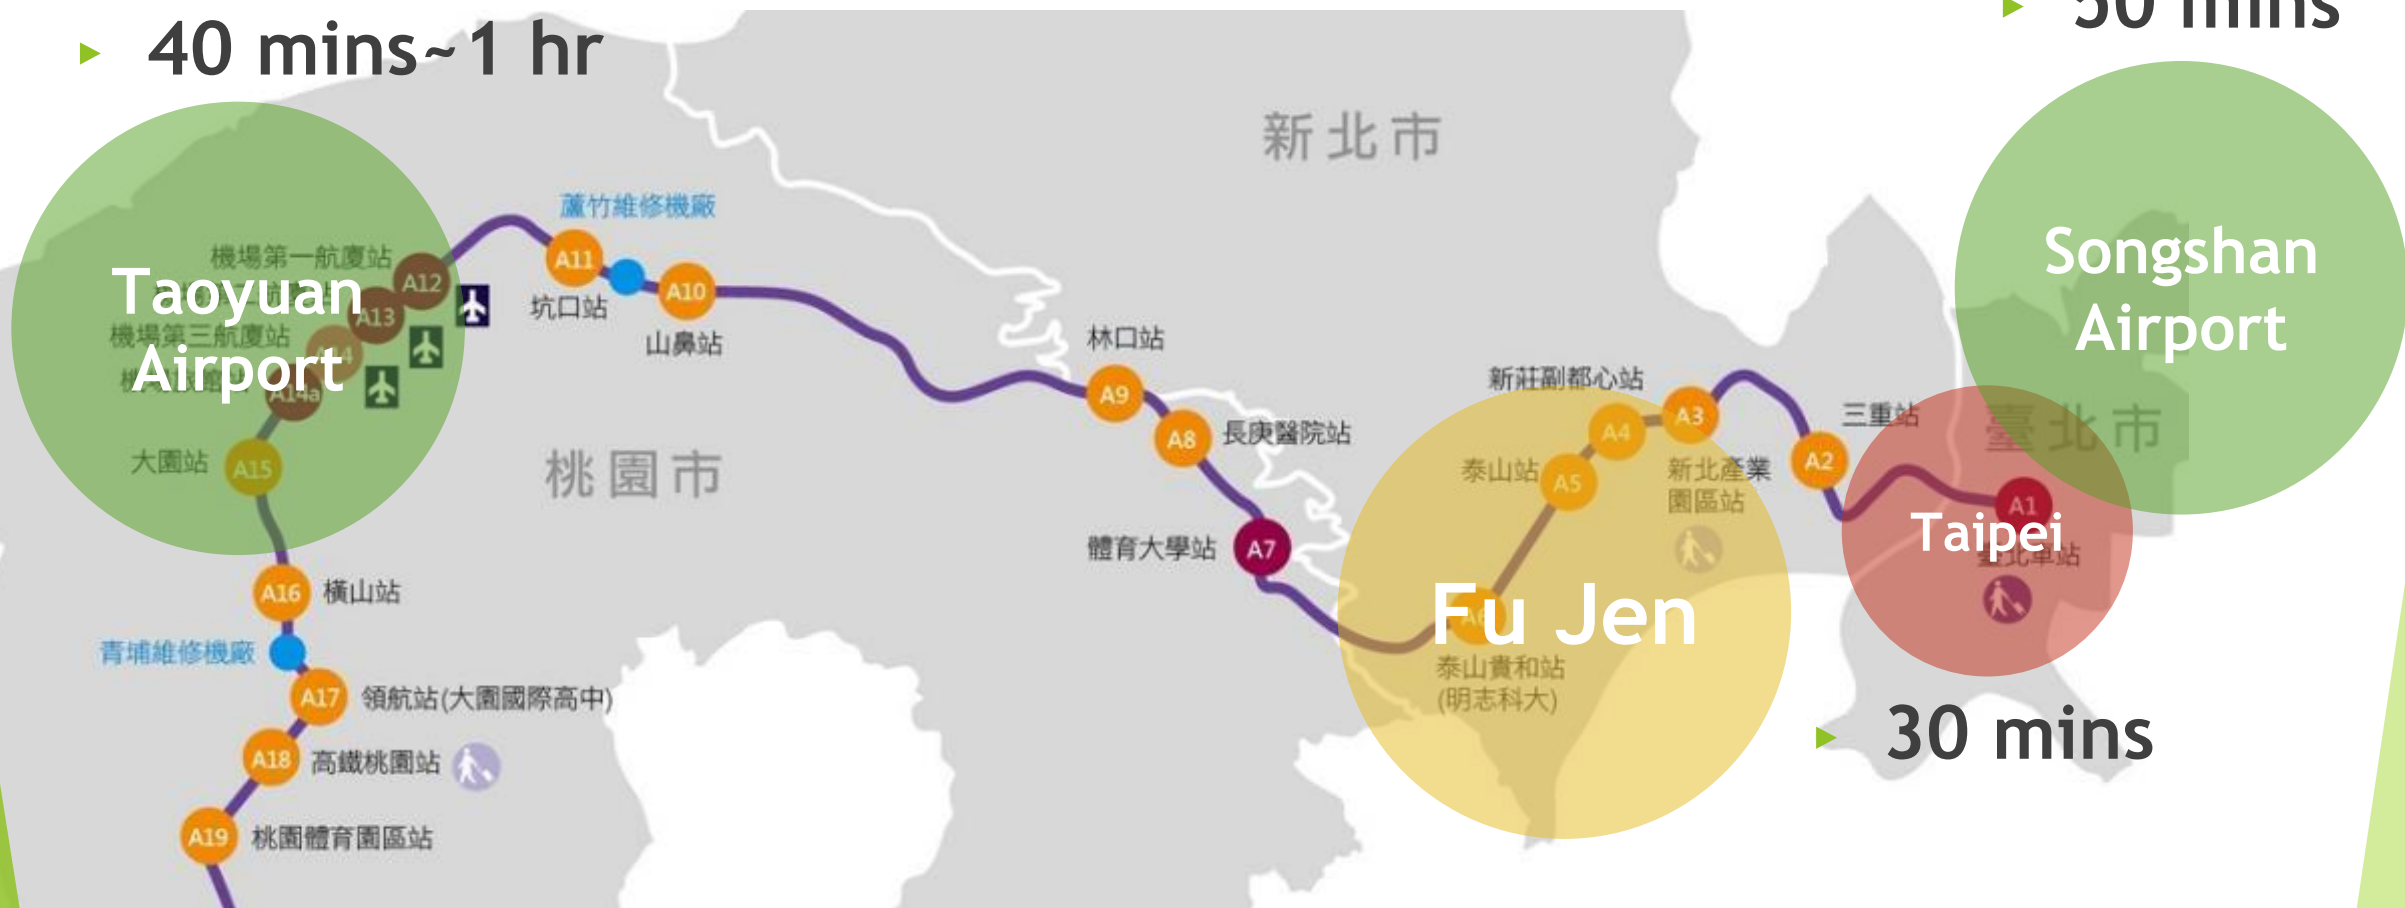 40 mins~1 hr
50 mins
新北市
蘆竹維修機廠
機場第一航廈站
A12
A11
坑口站
A10
山鼻站
Taoyuan
Airport
A13
機場第三航廈站
A14
A14a
大園站
A15
桃園市
林口站
A9
A8
長庚醫院站
體育大學站
A7
新莊副都心站
A4
A3
泰山站
A5
新北產業
園區站
三重站
A2
Songshan
Airport
臺北市
A1
Taipei
臺北車站
Fu Jen
A6
泰山貴和站
(明志科大)
30 mins
A16
橫山站
青埔維修機廠
A17
領航站(大園國際高中)
A18
高鐵桃園站
A19
桃園體育園區站